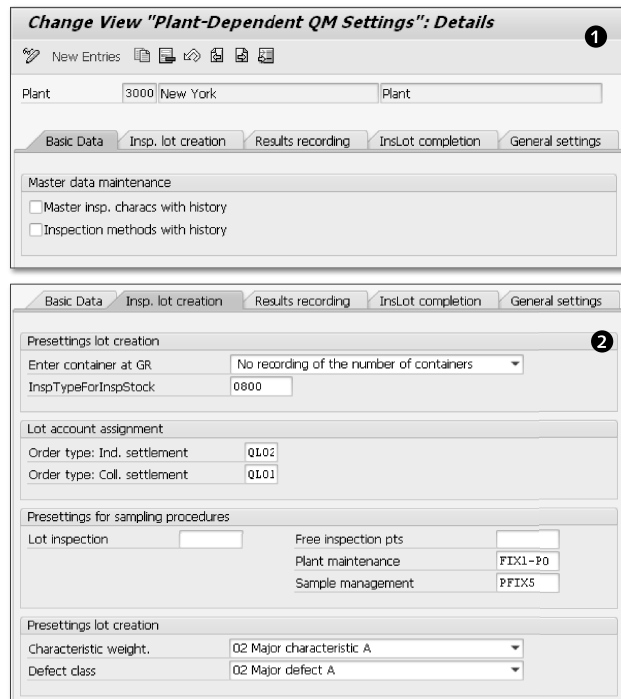 Change View "Plant-Dependent QM Settings": Details
1
New Entries
Plant 3000 New York Plant
Basic Data Insp. lot creation Results recording InsLot completion General settings
Master data maintenance
Master insp. characs with history
Inspection methods with history
Basic Data Insp. lot creation Results recording InsLot completion General settings
2
Presettings lot creation
Enter container at GR No recording of the number of containers
InspTypeForInspStock 0800
Lot account assignment
Order type: Ind. settlement QL02
Order type: Coll. settlement QL01
Presettings for sampling procedures
Lot inspection Free inspection pts
Plant maintenance FIX1-P0
Sample management PFIX5
Presettings lot creation
Characteristic weight. 02 Major characteristic A
Defect class 02 Major defect A